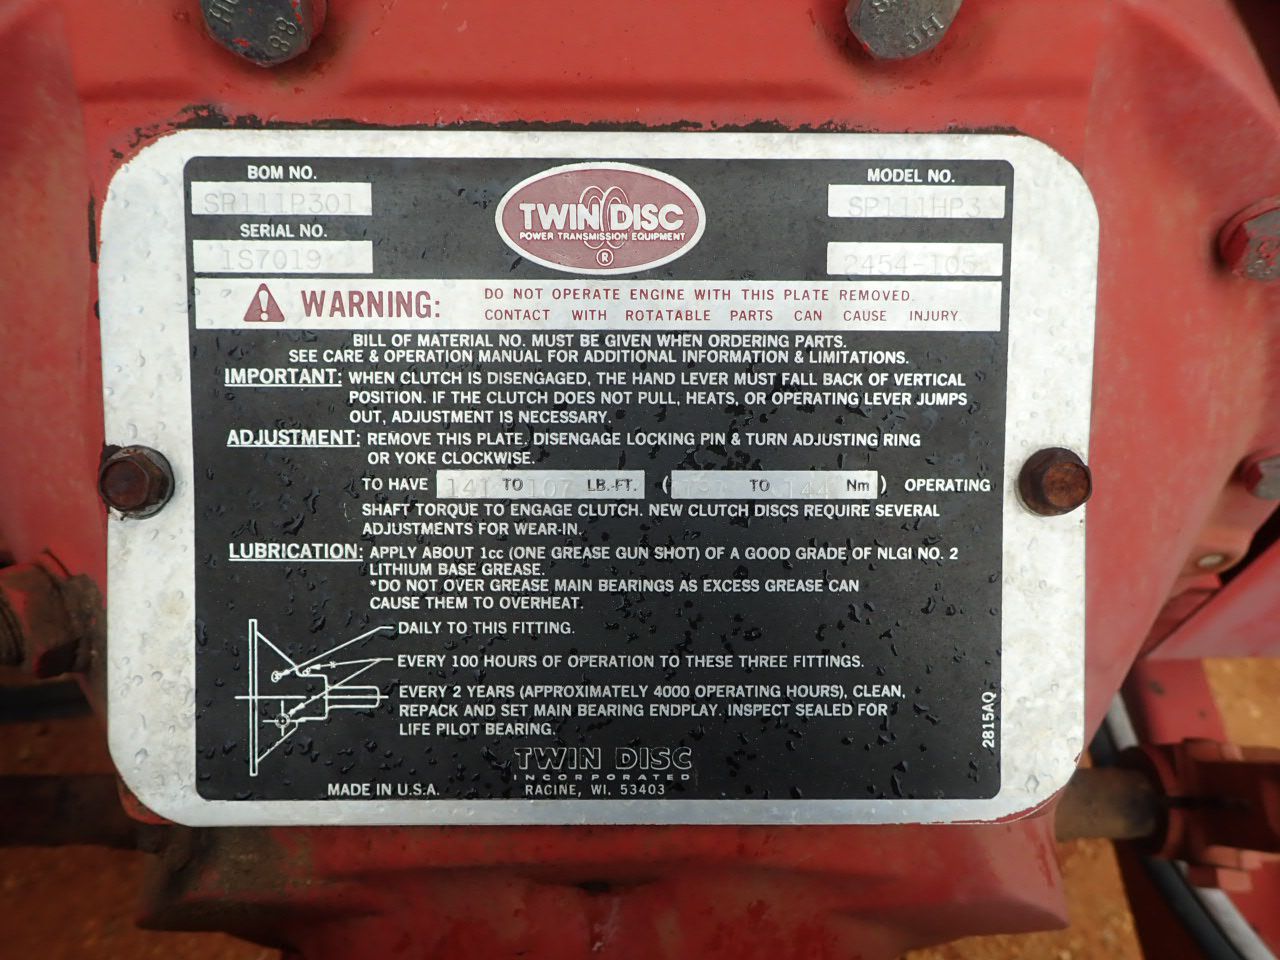 88
JH
BOM NO.
SP111P301
SERIAL NO.
1S7019
TWIN DISC
POWER TRANSMISSION EQUIPMENT
®
MODEL NO.
SP111HP3
2454-105
WARNING: DO NOT OPERATE ENGINE WITH THIS PLATE REMOVED.
CONTACT WITH ROTATABLE PARTS CAN CAUSE INJURY.
BILL OF MATERIAL NO. MUST BE GIVEN WHEN ORDERING PARTS.
SEE CARE & OPERATION MANUAL FOR ADDITIONAL INFORMATION & LIMITATIONS.
IMPORTANT: WHEN CLUTCH IS DISENGAGED, THE HAND LEVER MUST FALL BACK OF VERTICAL
POSITION. IF THE CLUTCH DOES NOT PULL, HEATS, OR OPERATING LEVER JUMPS
OUT, ADJUSTMENT IS NECESSARY.
ADJUSTMENT: REMOVE THIS PLATE. DISENGAGE LOCKING PIN & TURN ADJUSTING RING
OR YOKE CLOCKWISE.
TO HAVE TO 107 LB.-FT. ( TO 144 Nm ) OPERATING
SHAFT TORQUE TO ENGAGE CLUTCH. NEW CLUTCH DISCS REQUIRE SEVERAL
ADJUSTMENTS FOR WEAR-IN.
LUBRICATION: APPLY ABOUT 1cc (ONE GREASE GUN SHOT) OF A GOOD GRADE OF NLGI NO. 2
LITHIUM BASE GREASE.
*DO NOT OVER GREASE MAIN BEARINGS AS EXCESS GREASE CAN
CAUSE THEM TO OVERHEAT.
DAILY TO THIS FITTING.
EVERY 100 HOURS OF OPERATION TO THESE THREE FITTINGS.
EVERY 2 YEARS (APPROXIMATELY 4000 OPERATING HOURS), CLEAN,
REPACK AND SET MAIN BEARING ENDPLAY. INSPECT SEALED FOR
LIFE PILOT BEARING.
2815AQ
TWIN DISC
INCORPORATED
RACINE, WI. 53403
MADE IN U.S.A.